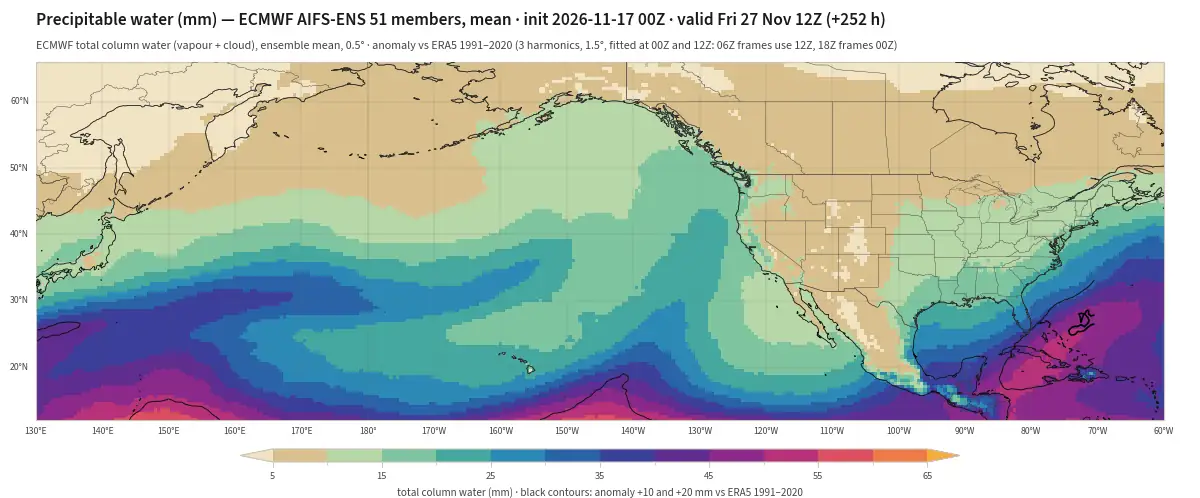 Precipitable water (mm) — ECMWF AIFS-ENS 51 members, mean · init 2026-11-17 00Z · valid Fri 27 Nov 12Z (+252 h)
ECMWF total column water (vapour + cloud), ensemble mean, 0.5° · anomaly vs ERA5 1991–2020 (3 harmonics, 1.5°, fitted at 00Z and 12Z: 06Z frames use 12Z, 18Z frames 00Z)
60°N
50°N
40°N
30°N
20°N
130°E 140°E 150°E 160°E 170°E 180° 170°W 160°W 150°W 140°W 130°W 120°W 110°W 100°W 90°W 80°W 70°W 60°W
5 15 25 35 45 55 65
total column water (mm) · black contours: anomaly +10 and +20 mm vs ERA5 1991–2020